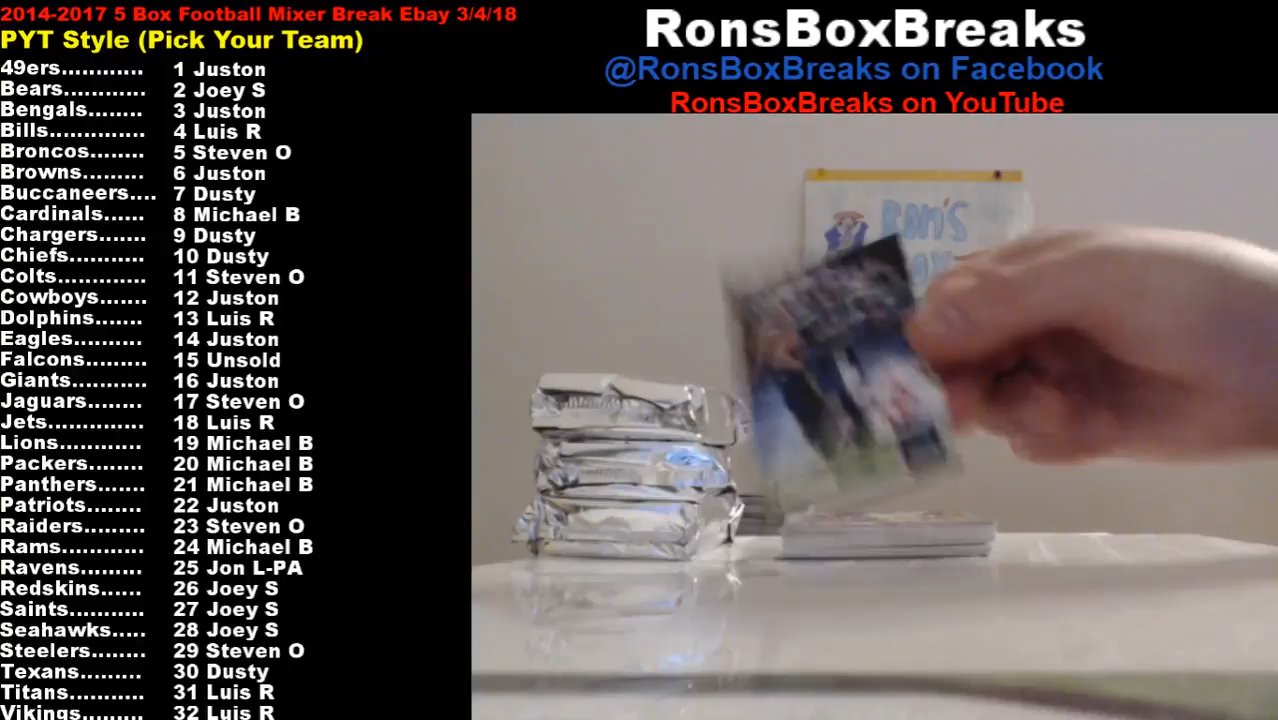 2014-2017 5 Box Football Mixer Break Ebay 3/4/18
PYT Style (Pick Your Team)
49ers............ 1 Juston
Bears............ 2 Joey S
Bengals........ 3 Juston
Bills.............. 4 Luis R
Broncos........ 5 Steven O
Browns......... 6 Juston
Buccaneers.... 7 Dusty
Cardinals...... 8 Michael B
Chargers....... 9 Dusty
Chiefs........... 10 Dusty
Colts............. 11 Steven O
Cowboys....... 12 Juston
Dolphins....... 13 Luis R
Eagles.......... 14 Juston
Falcons......... 15 Unsold
Giants........... 16 Juston
Jaguars........ 17 Steven O
Jets.............. 18 Luis R
Lions............ 19 Michael B
Packers........ 20 Michael B
Panthers....... 21 Michael B
Patriots........ 22 Juston
Raiders......... 23 Steven O
Rams............ 24 Michael B
Ravens......... 25 Jon L-PA
Redskins...... 26 Joey S
Saints........... 27 Joey S
Seahawks..... 28 Joey S
Steelers........ 29 Steven O
Texans......... 30 Dusty
Titans........... 31 Luis R
Vikings......... 32 Luis R
RonsBoxBreaks
@RonsBoxBreaks on Facebook
RonsBoxBreaks on YouTube
RON'S
BOX